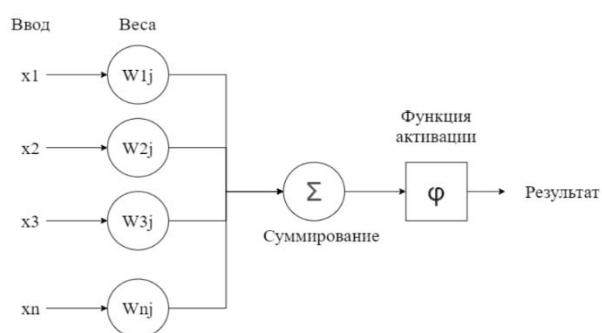 Ввод
Веса
x1
W1j
x2
W2j
x3
W3j
xn
Wnj
Σ
Суммирование
Функция
активации
φ
Результат